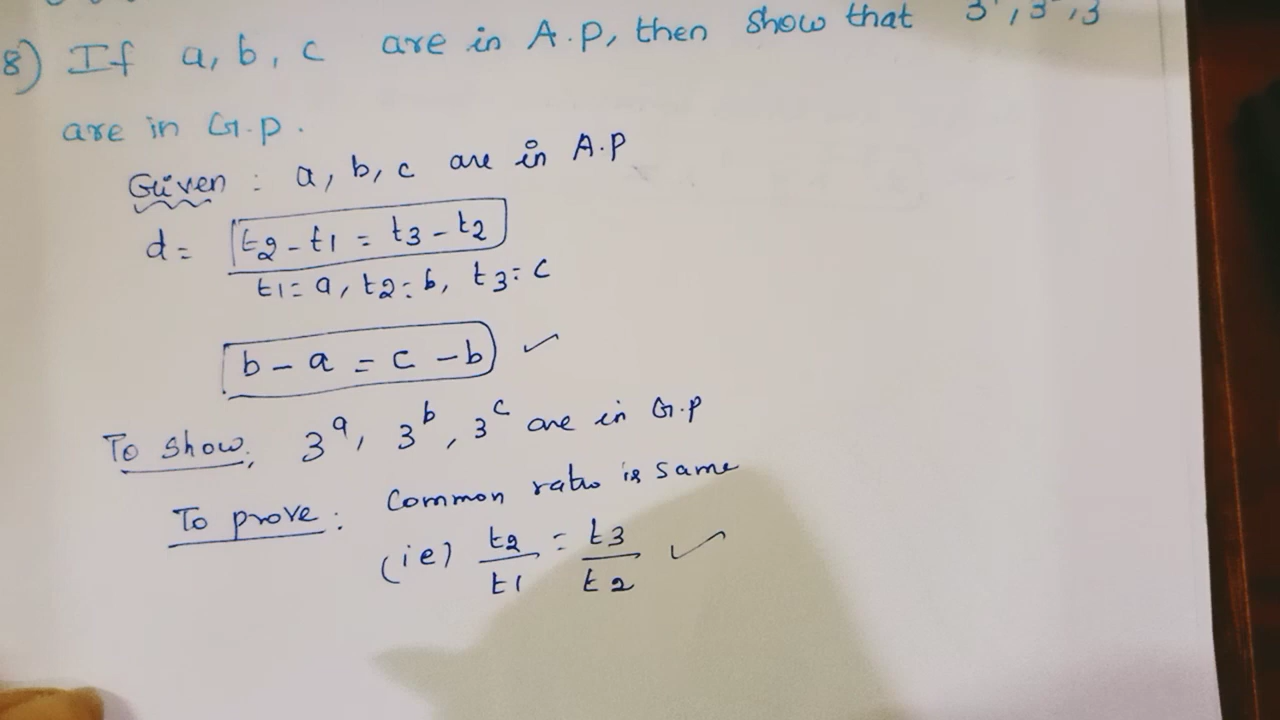 8) If a, b, c are in A.P, then show that 3
are in G.P.
Given : a, b, c are in A.P
d = t2 - t1 = t3 - t2
t1 = a, t2 = b, t3 = c
b - a = c - b ✓
To show, 3^a, 3^b, 3^c are in G.P
To prove : Common ratio is same
(ie) t2/t1 = t3/t2 ✓